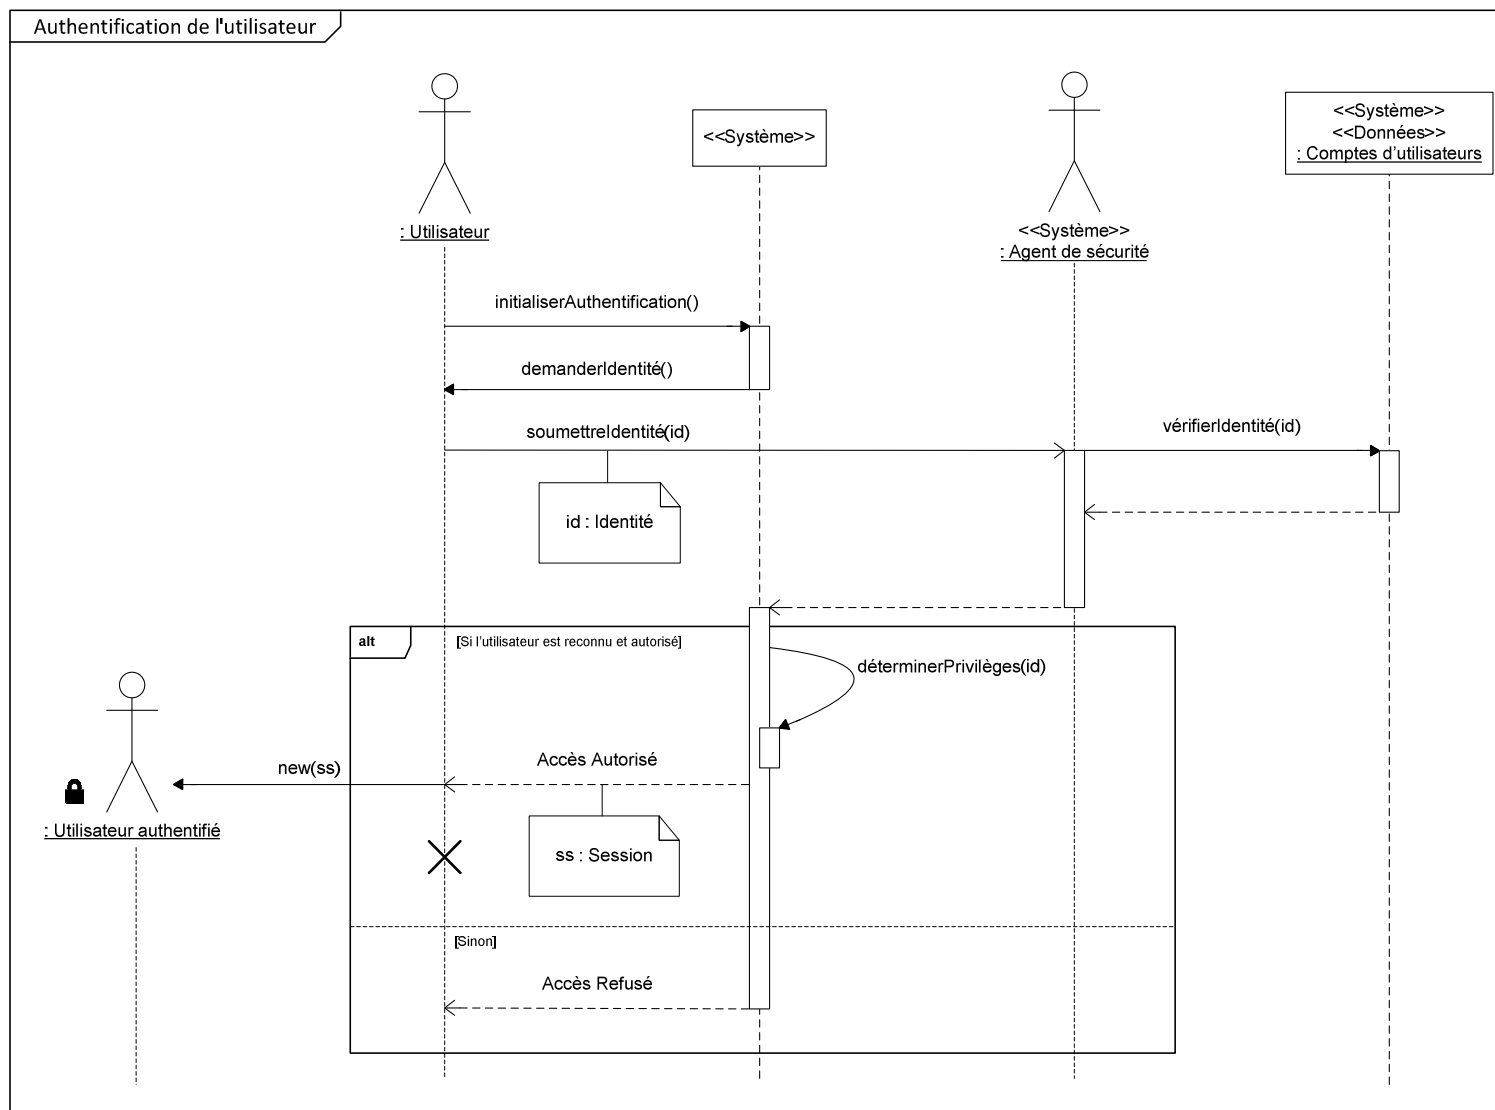 Authentification de l'utilisateur
<<Système>>
<<Système>>
<<Données>>
: Comptes d'utilisateurs
: Utilisateur
<<Système>>
: Agent de sécurité
initialiserAuthentification()
demanderIdentité()
soumettreIdentité(id)
vérifierIdentité(id)
id : Identité
alt
[Si l'utilisateur est reconnu et autorisé]
déterminerPrivilèges(id)
Accès Autorisé
new(ss)
: Utilisateur authentifié
ss : Session
[Sinon]
Accès Refusé